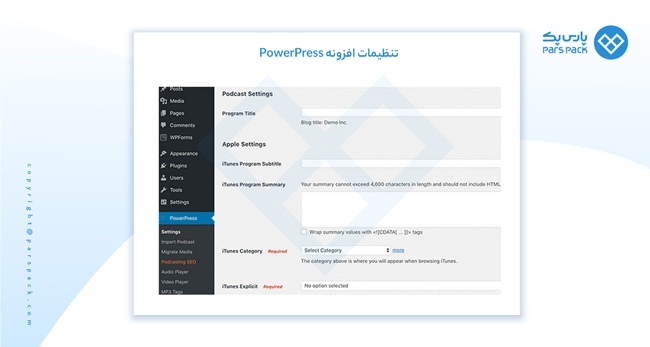 پارس پک
PARS PACK
تنظیمات افزونه PowerPress
Posts
Media
Pages
Comments
WPForms
Appearance
Plugins
Users
Tools
Settings
PowerPress
Settings
Import Podcast
Migrate Media
Podcasting SEO
Audio Player
Video Player
MP3 Tags
Podcast Settings
Program Title
Blog title: Demo Inc.
Apple Settings
iTunes Program Subtitle
iTunes Program Summary Your summary cannot exceed 4,000 characters in length and should not include HTML
Wrap summary values with <![CDATA[ ... ]]> tags
iTunes Category Required Select Category more
The category above is where you will appear when browsing iTunes.
iTunes Explicit Required No option selected
copyright@parspack.com